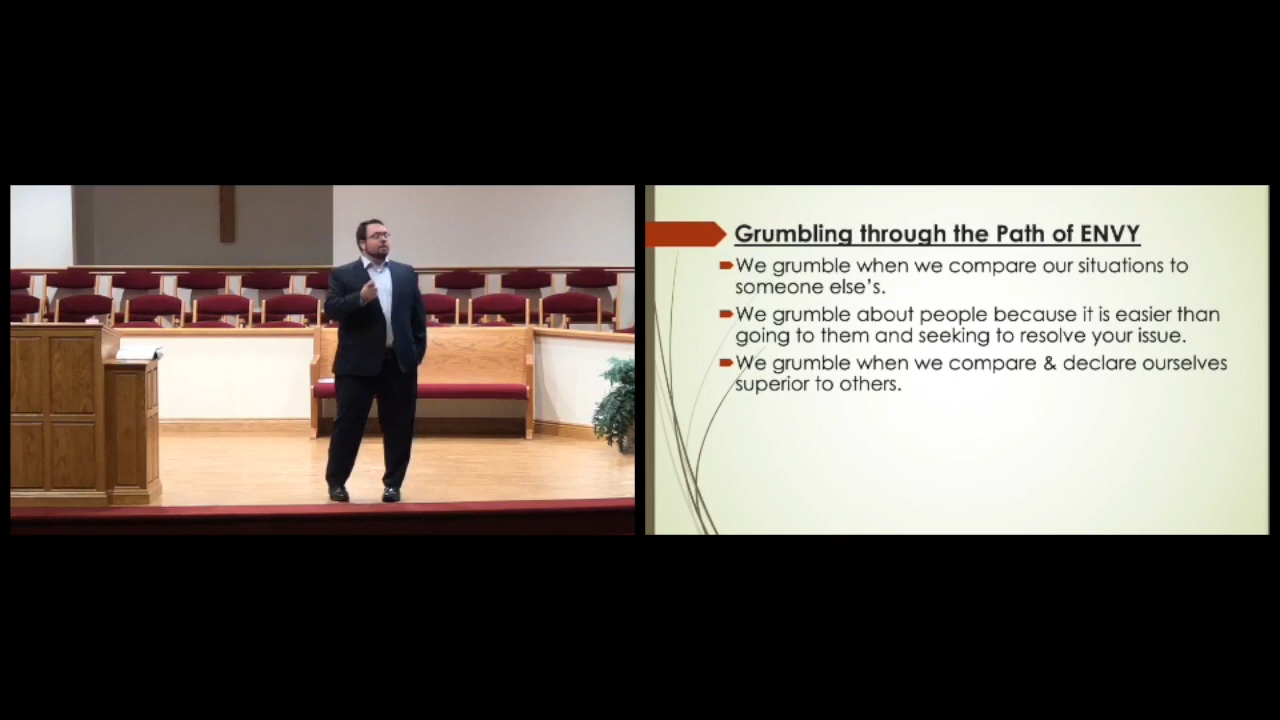 Grumbling through the Path of ENVY
We grumble when we compare our situations to
someone else's.
We grumble about people because it is easier than
going to them and seeking to resolve your issue.
We grumble when we compare & declare ourselves
superior to others.